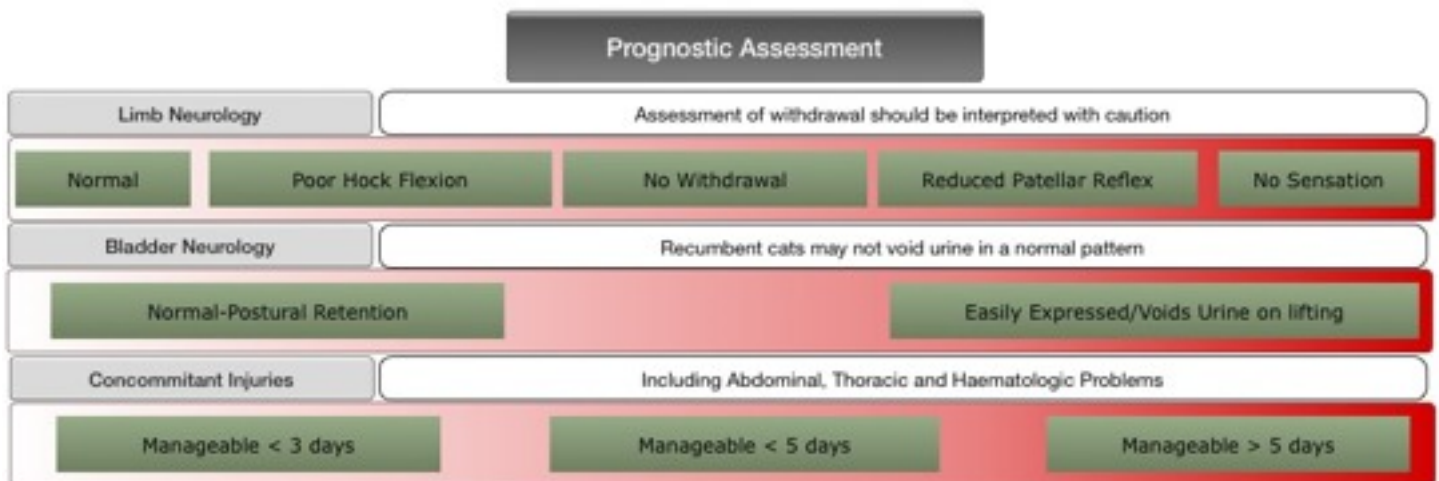 Prognostic Assessment
Limb Neurology
Assessment of withdrawal should be interpreted with caution
Normal
Poor Hock Flexion
No Withdrawal
Reduced Patellar Reflex
No Sensation
Bladder Neurology
Recumbent cats may not void urine in a normal pattern
Normal-Postural Retention
Easily Expressed/Voids Urine on lifting
Concommitant Injuries
Including Abdominal, Thoracic and Haematologic Problems
Manageable < 3 days
Manageable < 5 days
Manageable > 5 days